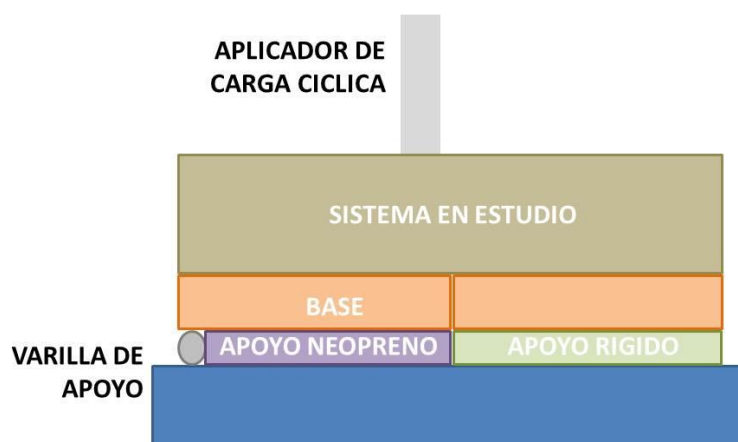 APLICADOR DE
CARGA CICLICA
SISTEMA EN ESTUDIO
BASE
APOYO NEOPRENO
APOYO RIGIDO
VARILLA DE
APOYO